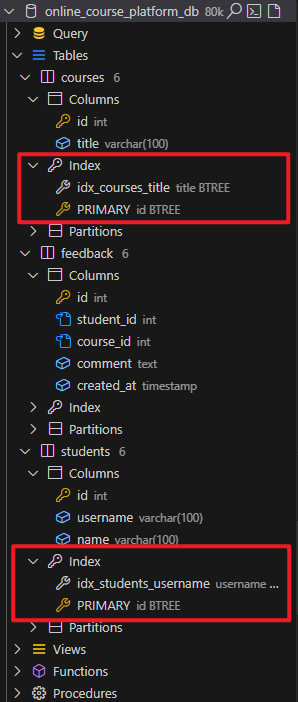 online_course_platform_db 80k
Query
Tables
courses 6
Columns
id int
title varchar(100)
Index
idx_courses_title title BTREE
PRIMARY id BTREE
Partitions
feedback 6
Columns
id int
student_id int
course_id int
comment text
created_at timestamp
Index
Partitions
students 6
Columns
id int
username varchar(100)
name varchar(100)
Index
idx_students_username username ...
PRIMARY id BTREE
Partitions
Views
Functions
Procedures